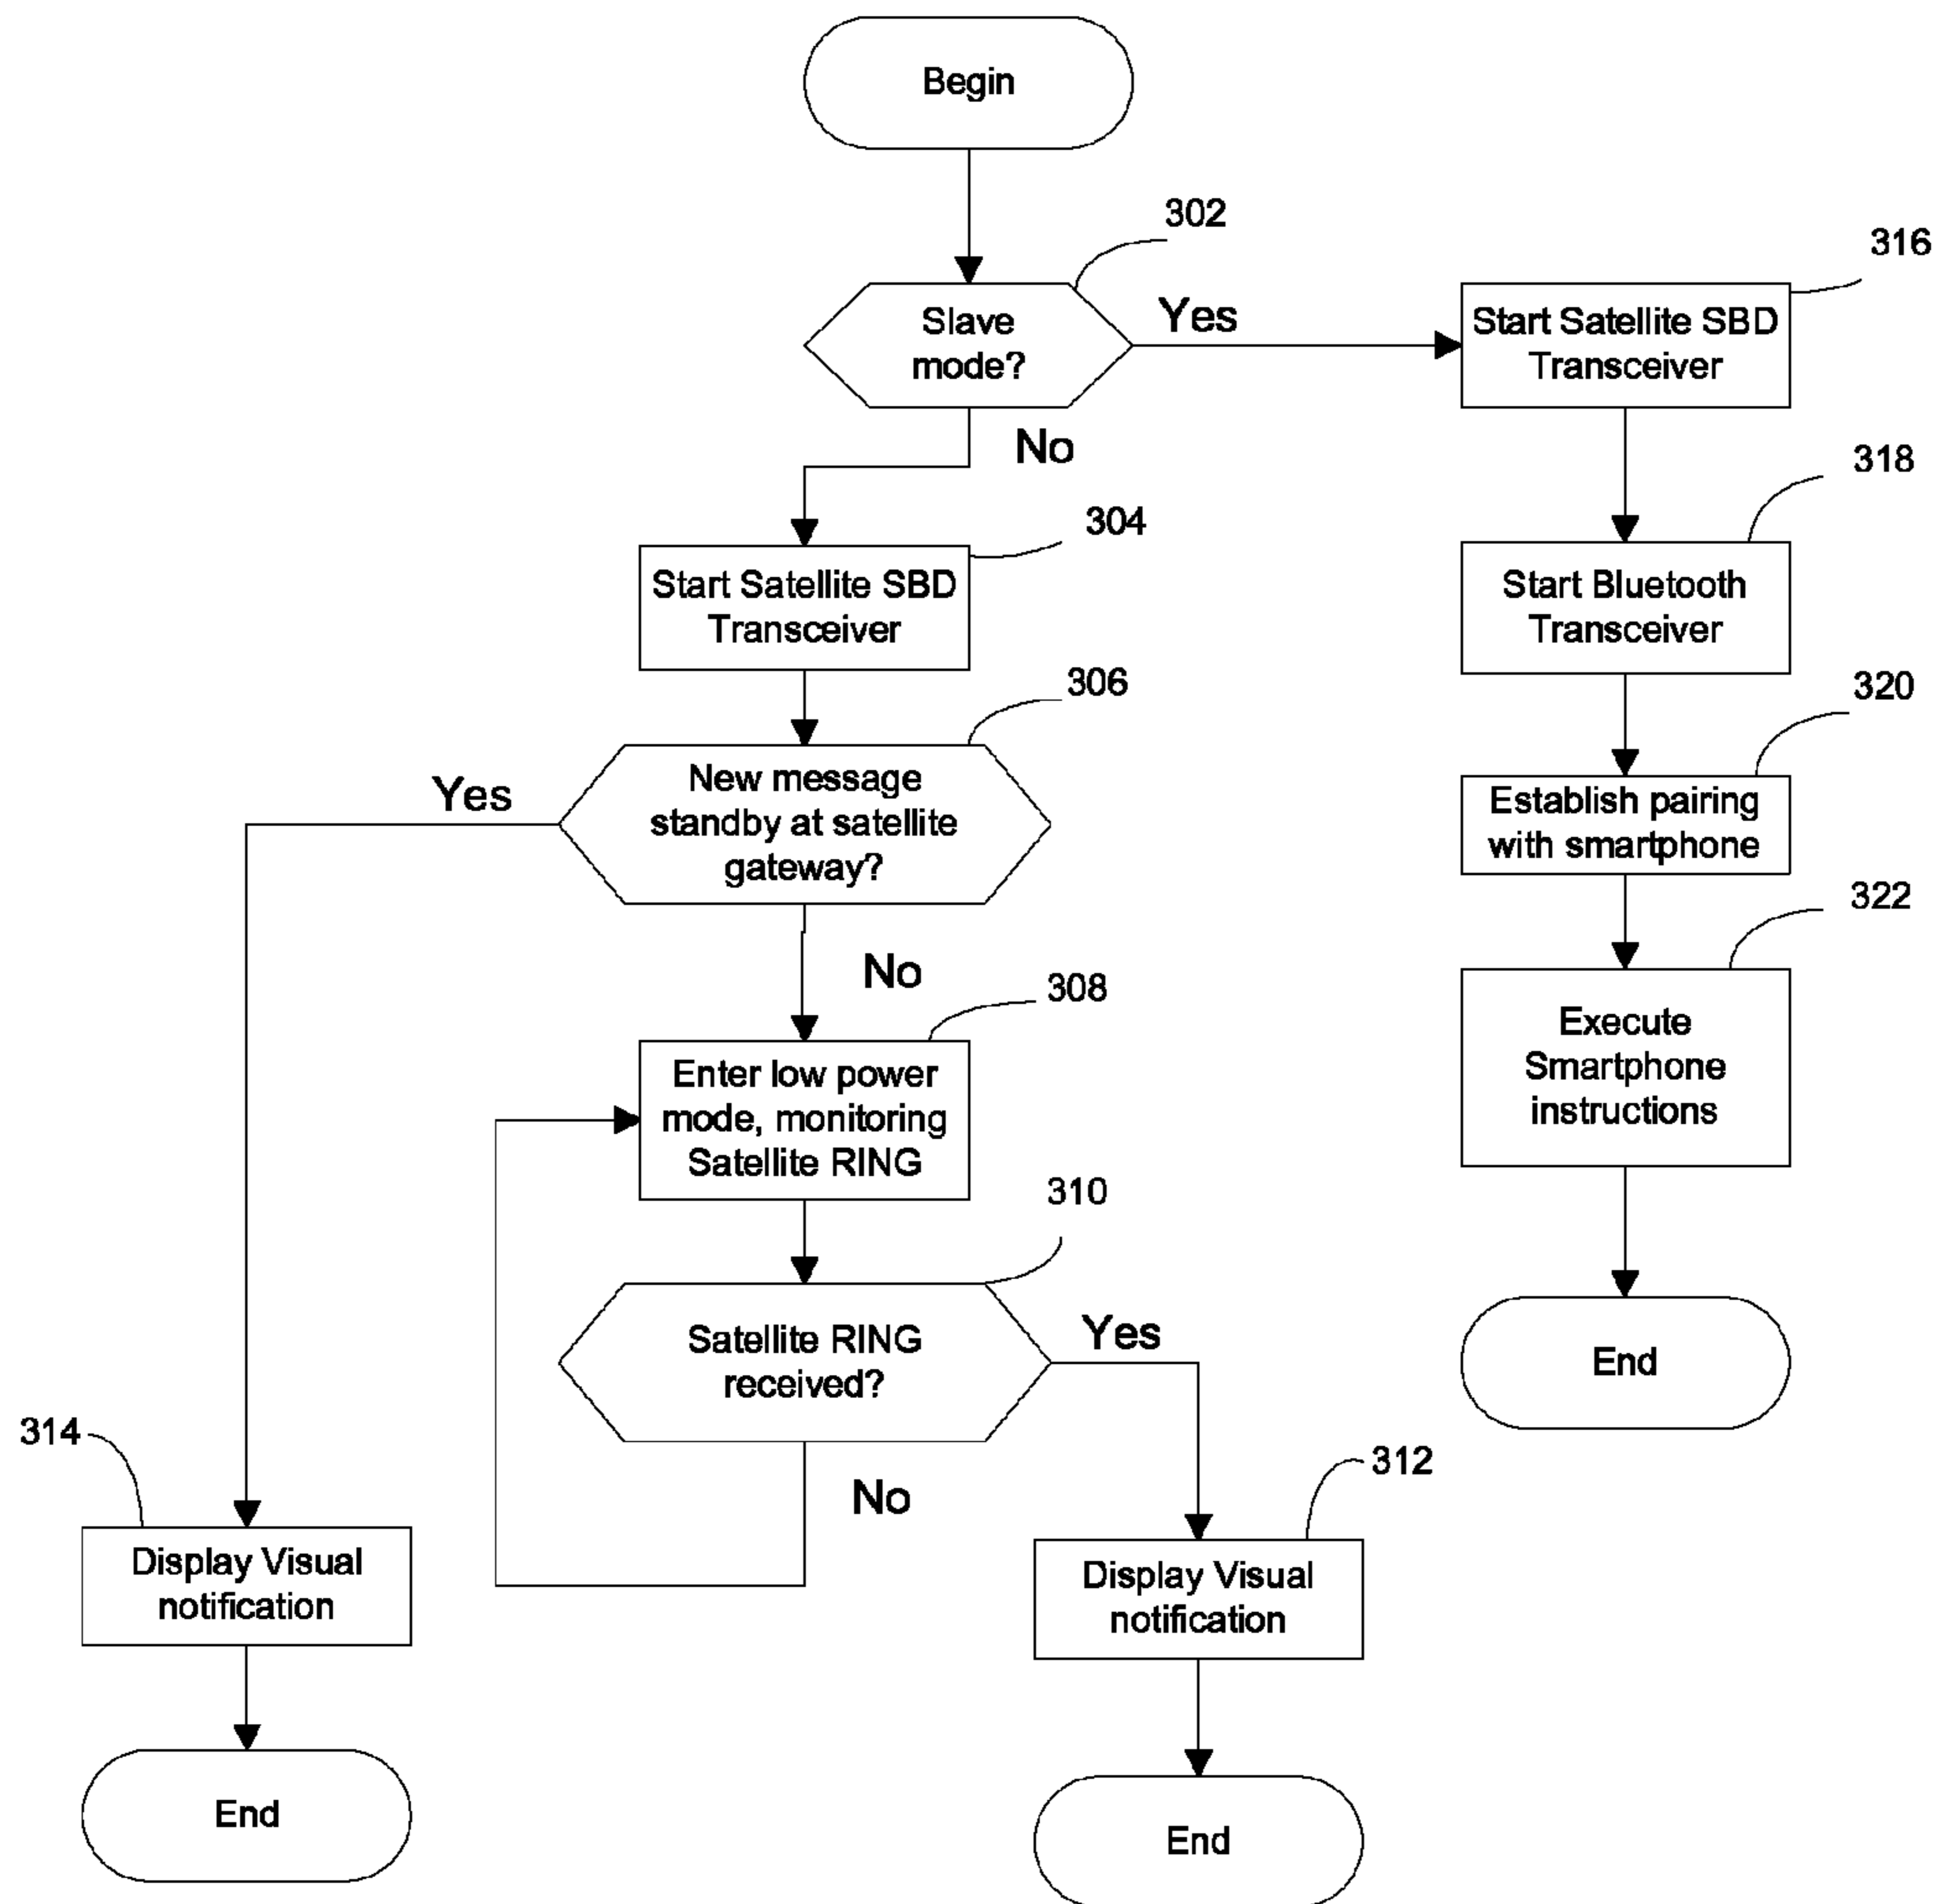 Begin
302
316
Slave
mode?
Yes
Start Satellite SBD
Transceiver
No
318
304
Start Satellite SBD
Transceiver
Start Bluetooth
Transceiver
306
320
Yes
New message
standby at satellite
gateway?
Establish pairing
with smartphone
322
No
308
Enter low power
mode, monitoring
Satellite RING
Execute
Smartphone
instructions
310
Satellite RING
received?
Yes
End
314
312
No
Display Visual
notification
Display Visual
notification
End
End